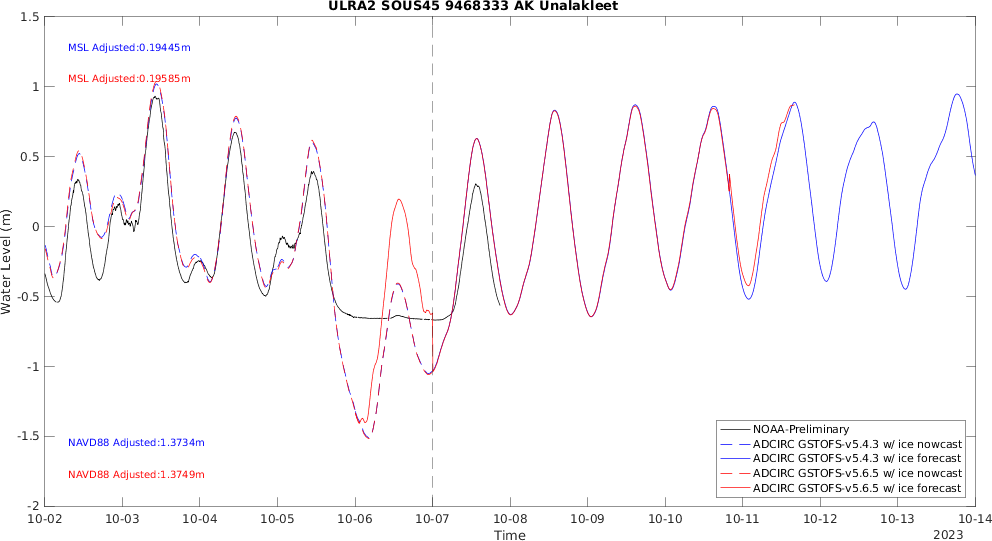 ULRA2 SOUS45 9468333 AK Unalakleet
1.5
MSL Adjusted:0.19445m
MSL Adjusted:0.19585m
1
0.5
0
-0.5
-1
-1.5
-2
Water Level (m)
NAVD88 Adjusted:1.3734m
NAVD88 Adjusted:1.3749m
NOAA-Preliminary
ADCIRC GSTOFS-v5.4.3 w/ ice nowcast
ADCIRC GSTOFS-v5.4.3 w/ ice forecast
ADCIRC GSTOFS-v5.6.5 w/ ice nowcast
ADCIRC GSTOFS-v5.6.5 w/ ice forecast
10-02 10-03 10-04 10-05 10-06 10-07 10-08 10-09 10-10 10-11 10-12 10-13 10-14
Time
2023